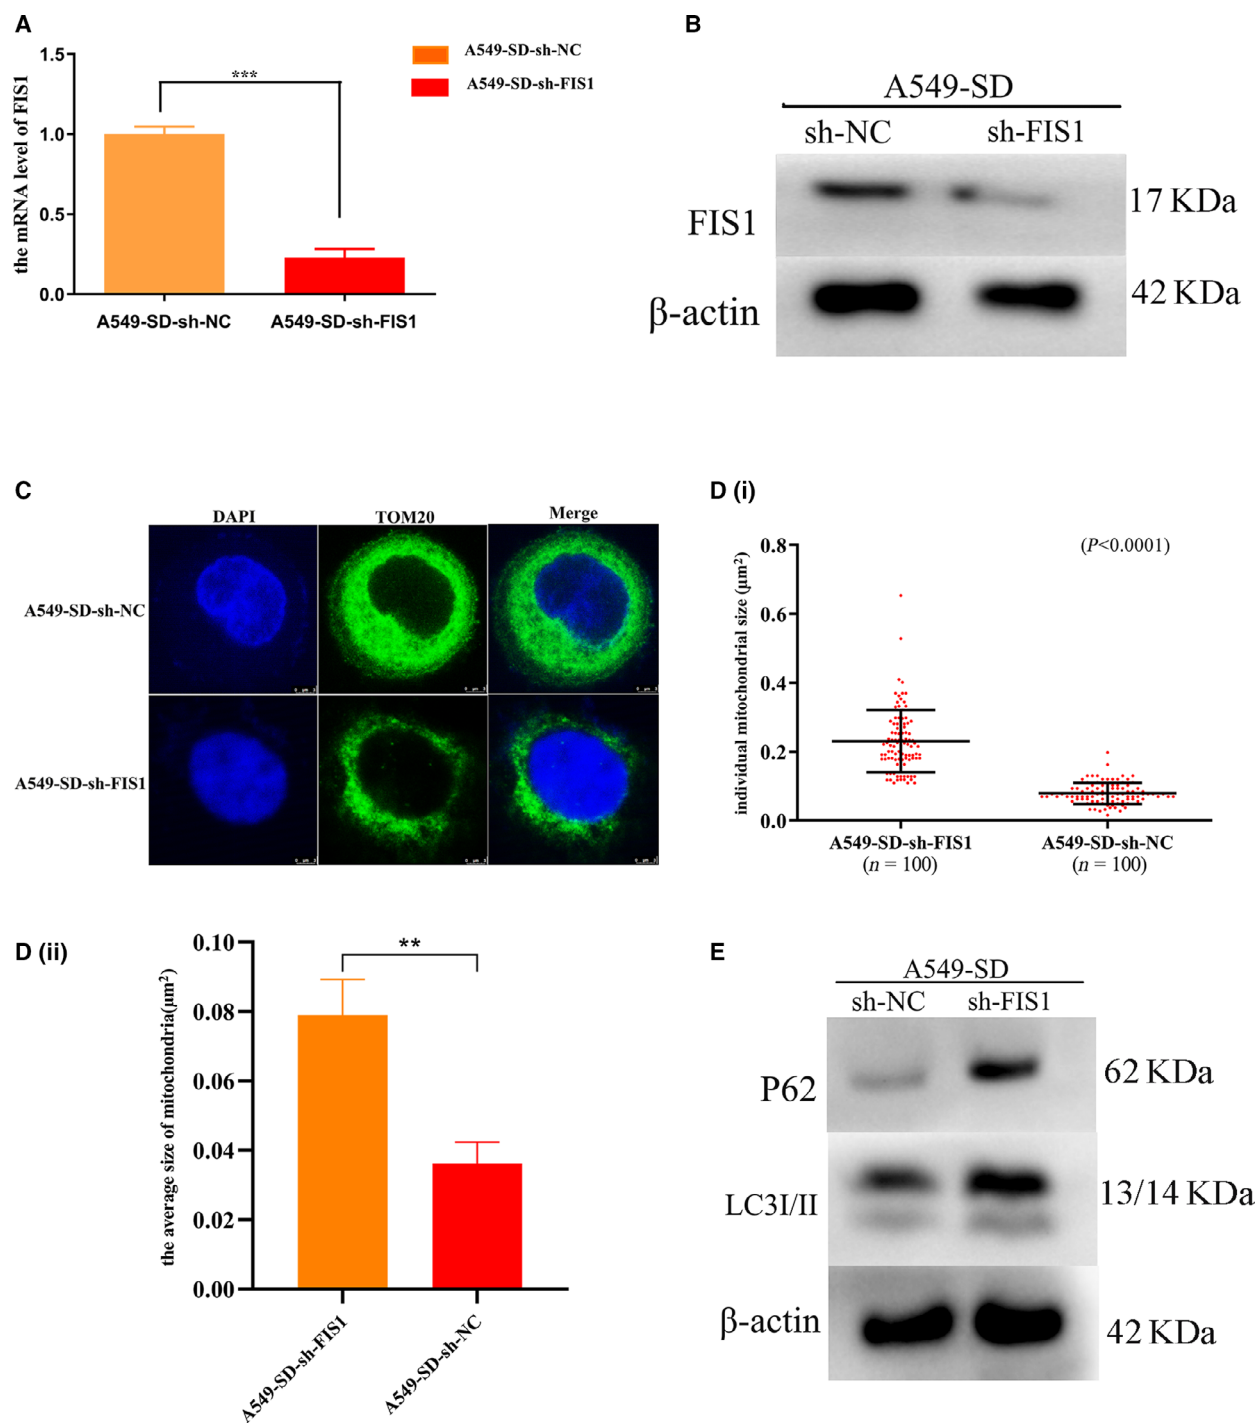 A
1.5
1.0
0.5
0.0
the mRNA level of FIS1
***
A549-SD-sh-NC
A549-SD-sh-FIS1
A549-SD-sh-NC
A549-SD-sh-FIS1
B
A549-SD
sh-NC
sh-FIS1
FIS1
17 KDa
β-actin
42 KDa
C
DAPI
TOM20
Merge
A549-SD-sh-NC
A549-SD-sh-FIS1
D (i)
(P<0.0001)
individual mitochondrial size (μm²)
0.8
0.6
0.4
0.2
0.0
A549-SD-sh-FIS1
(n = 100)
A549-SD-sh-NC
(n = 100)
D (ii)
the average size of mitochondria(μm²)
0.10
0.08
0.06
0.04
0.02
0.00
**
A549-SD-sh-FIS1
A549-SD-sh-NC
E
A549-SD
sh-NC
sh-FIS1
P62
62 KDa
LC3I/II
13/14 KDa
β-actin
42 KDa